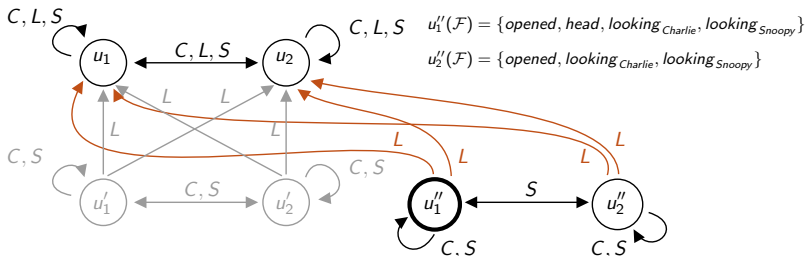 C, L, S
C, L, S
u₁''(𝓕) = {opened, head, looking_Charlie, looking_Snoopy}
u₁
C, L, S
u₂
u₂''(𝓕) = {opened, looking_Charlie, looking_Snoopy}
L
L
L
L
L
L
L
C, S
C, S
u₁'
C, S
u₂'
u₁''
S
u₂''
C, S
C, S